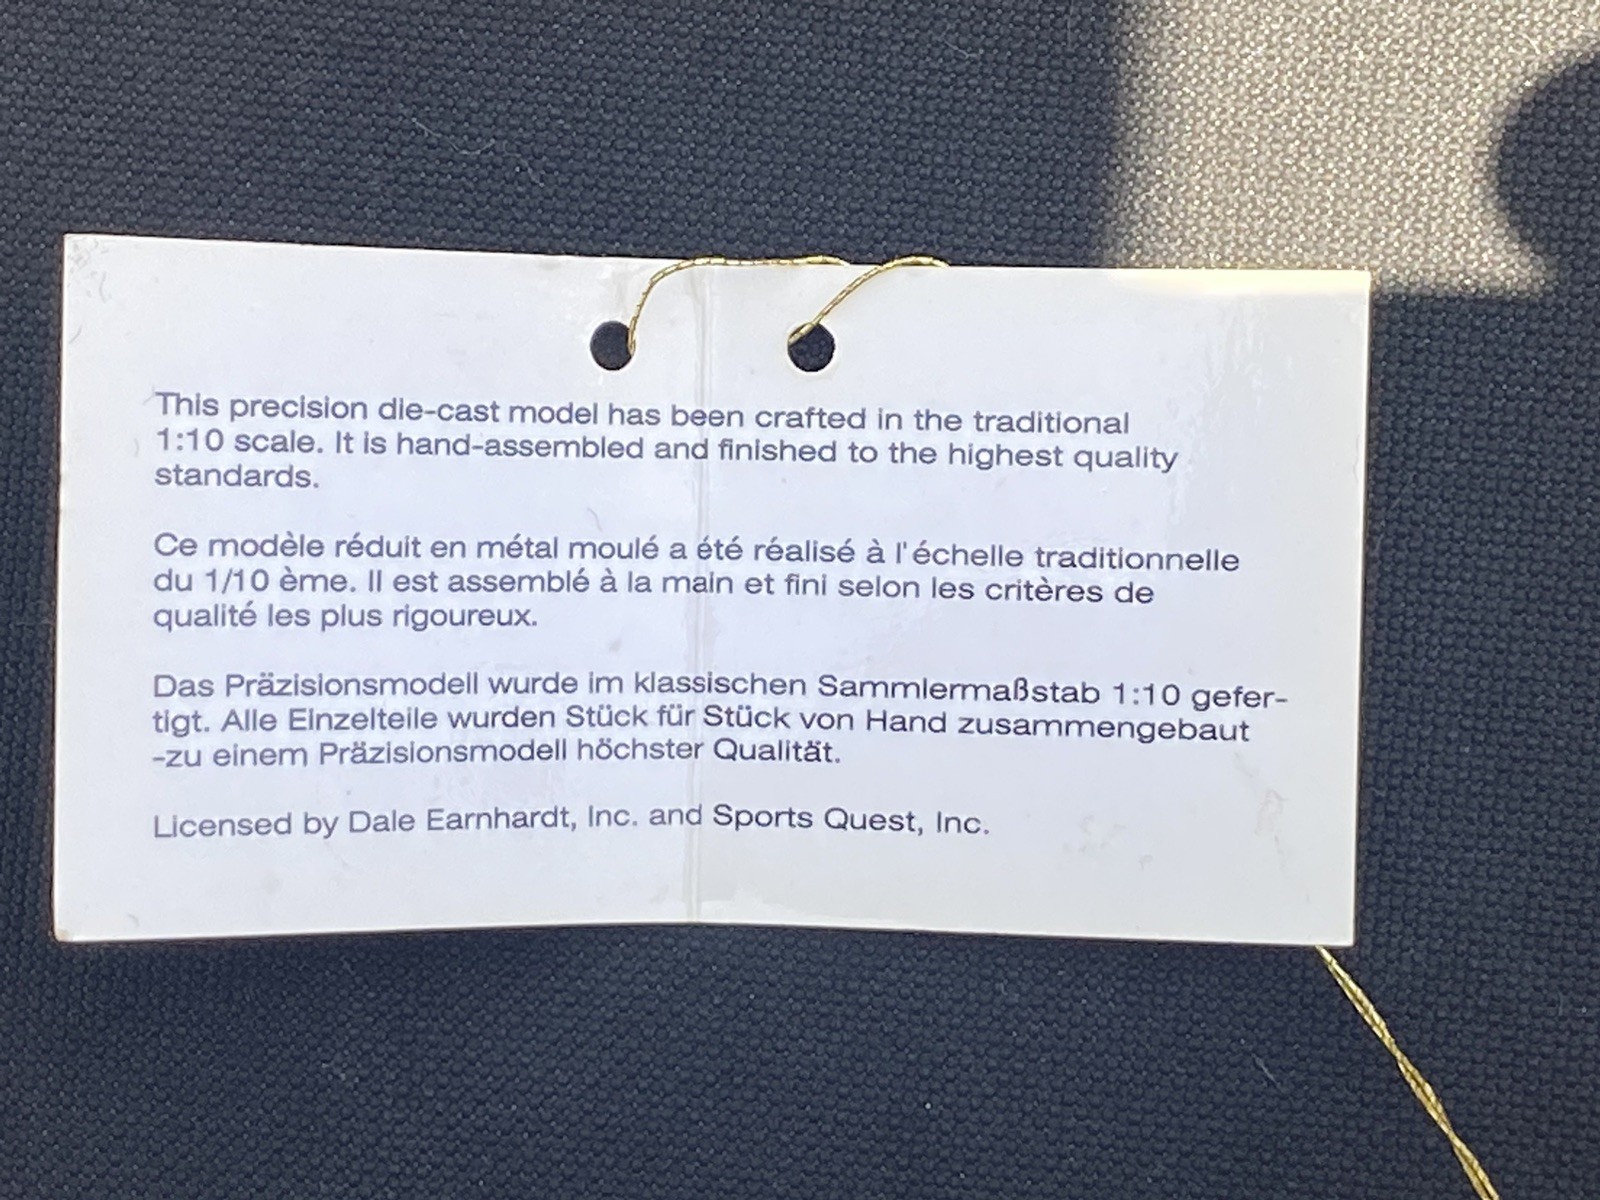 This precision die-cast model has been crafted in the traditional
1:10 scale. It is hand-assembled and finished to the highest quality
standards.
Ce modèle réduit en métal moulé a été réalisé à l'échelle traditionnelle
du 1/10 ème. Il est assemblé à la main et fini selon les critères de
qualité les plus rigoureux.
Das Präzisionsmodell wurde im klassischen Sammlermaßstab 1:10 gefer-
tigt. Alle Einzelteile wurden Stück für Stück von Hand zusammengebaut
-zu einem Präzisionsmodell höchster Qualität.
Licensed by Dale Earnhardt, Inc. and Sports Quest, Inc.